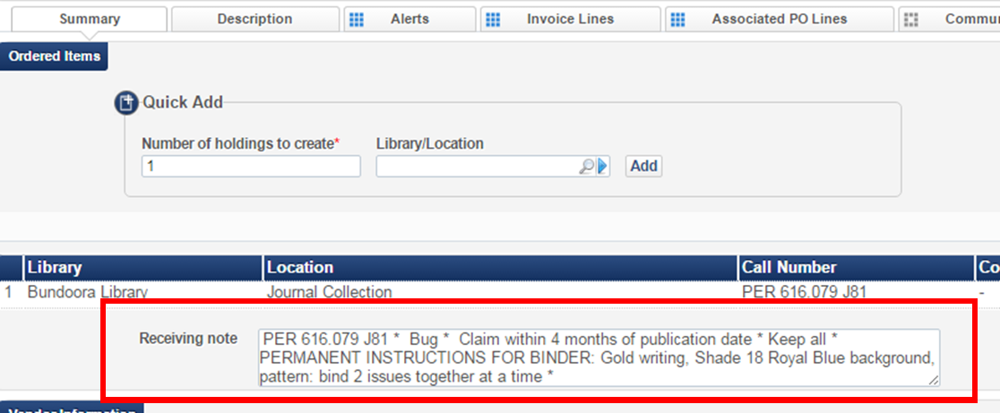 Summary Description Alerts Invoice Lines Associated PO Lines
Ordered Items
Quick Add
Number of holdings to create* Library/Location
1 Add
Library Location Call Number
1 Bundoora Library Journal Collection PER 616.079 J81 -
Receiving note PER 616.079 J81 * Bug * Claim within 4 months of publication date * Keep all *
PERMANENT INSTRUCTIONS FOR BINDER: Gold writing, Shade 18 Royal Blue background,
pattern: bind 2 issues together at a time *
Vendor Information